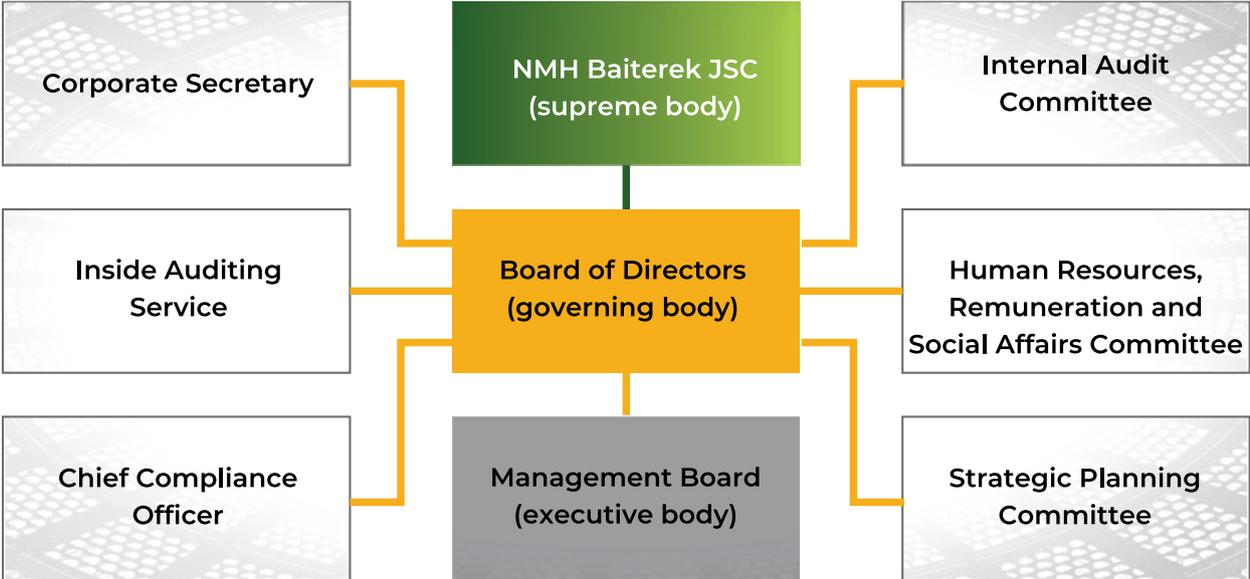 Corporate Secretary
NMH Baiterek JSC
(supreme body)
Internal Audit
Committee
Inside Auditing
Service
Board of Directors
(governing body)
Human Resources,
Remuneration and
Social Affairs Committee
Chief Compliance
Officer
Management Board
(executive body)
Strategic Planning
Committee